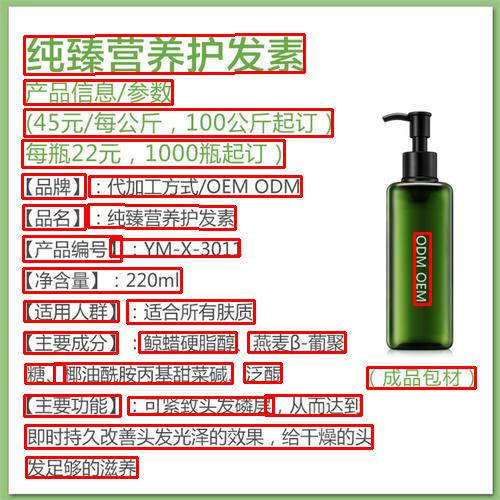 纯臻营养护发素
产品信息/参数
(45元/每公斤，100公斤起订）
每瓶22元，1000瓶起订）
【品牌】：代加工方式/OEM ODM
【品名】：纯臻营养护发素
【产品编号】：YM-X-3011
【净含量】：220ml
【适用人群】：适合所有肤质
【主要成分】：鲸蜡硬脂醇、燕麦β-葡聚
糖、椰油酰胺丙基甜菜碱、泛醌
【主要功能】：可紧致头发磷层，从而达到
即时持久改善头发光泽的效果，给干燥的头
发足够的滋养
ODM OEM
（成品包材）